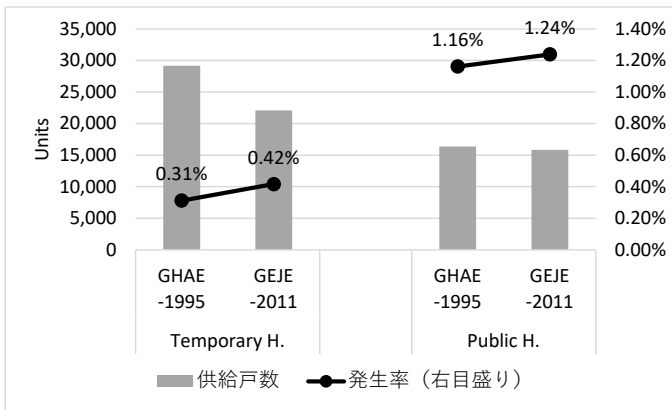 35,000
30,000
25,000
20,000
15,000
10,000
5,000
0
Units
1.40%
1.20%
1.00%
0.80%
0.60%
0.40%
0.20%
0.00%
0.31%
0.42%
1.16%
1.24%
GHAE
-1995
GEJE
-2011
GHAE
-1995
GEJE
-2011
Temporary H.
Public H.
供給戸数
発生率（右目盛り）